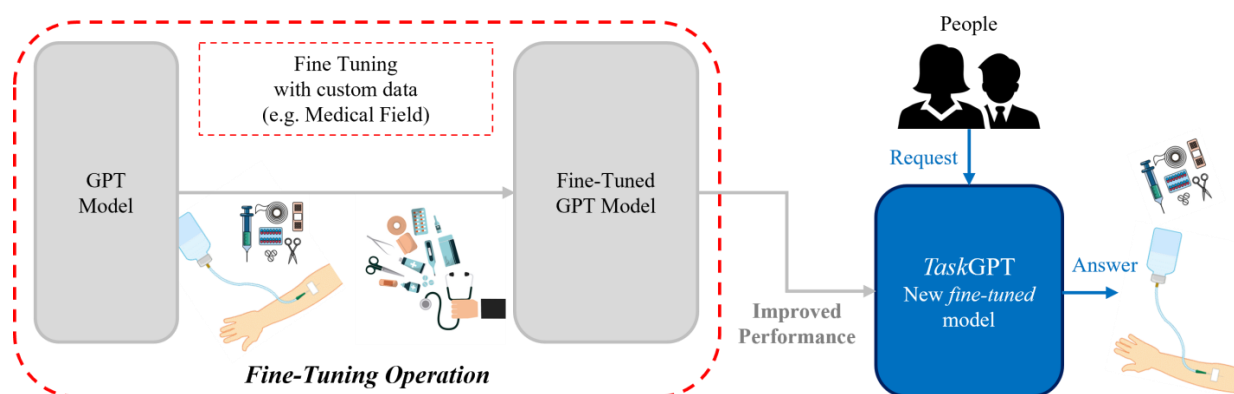 Fine Tuning
with custom data
(e.g. Medical Field)
GPT
Model
Fine-Tuned
GPT Model
Fine-Tuning Operation
Improved
Performance
People
Request
TaskGPT
New fine-tuned
model
Answer